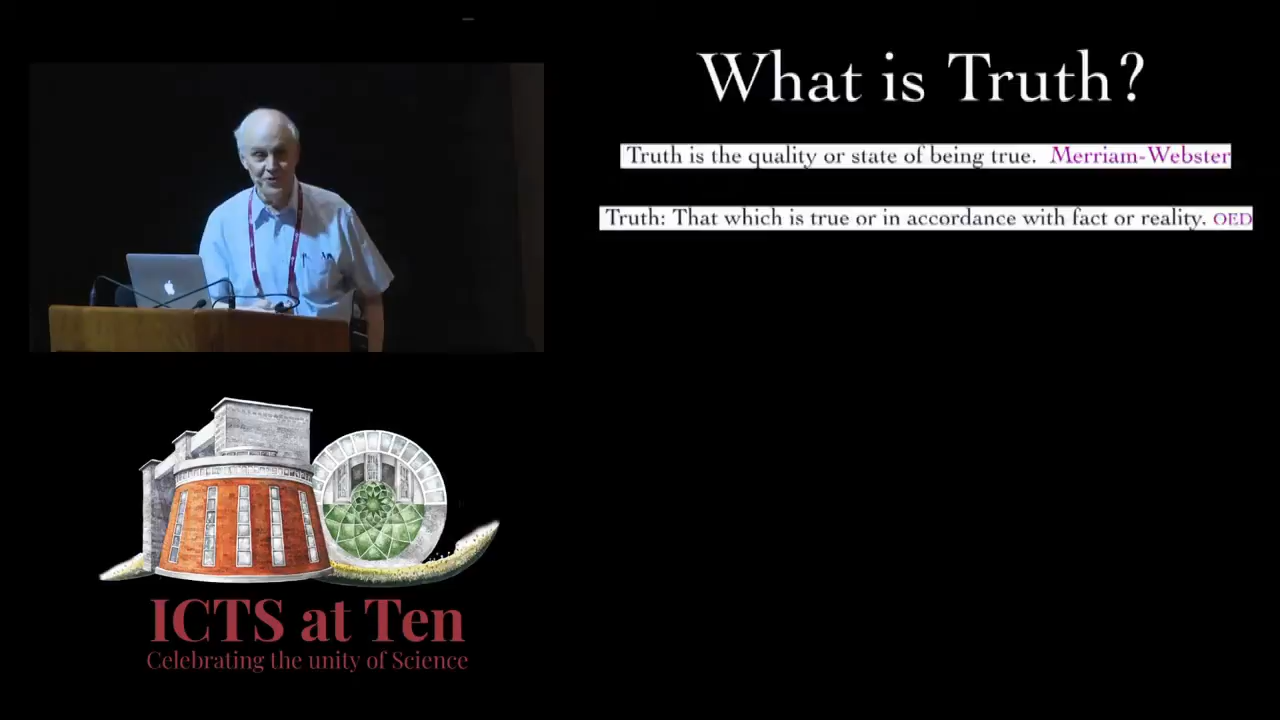 What is Truth?
Truth is the quality or state of being true. Merriam-Webster
Truth: That which is true or in accordance with fact or reality. OED
ICTS at Ten
Celebrating the unity of Science